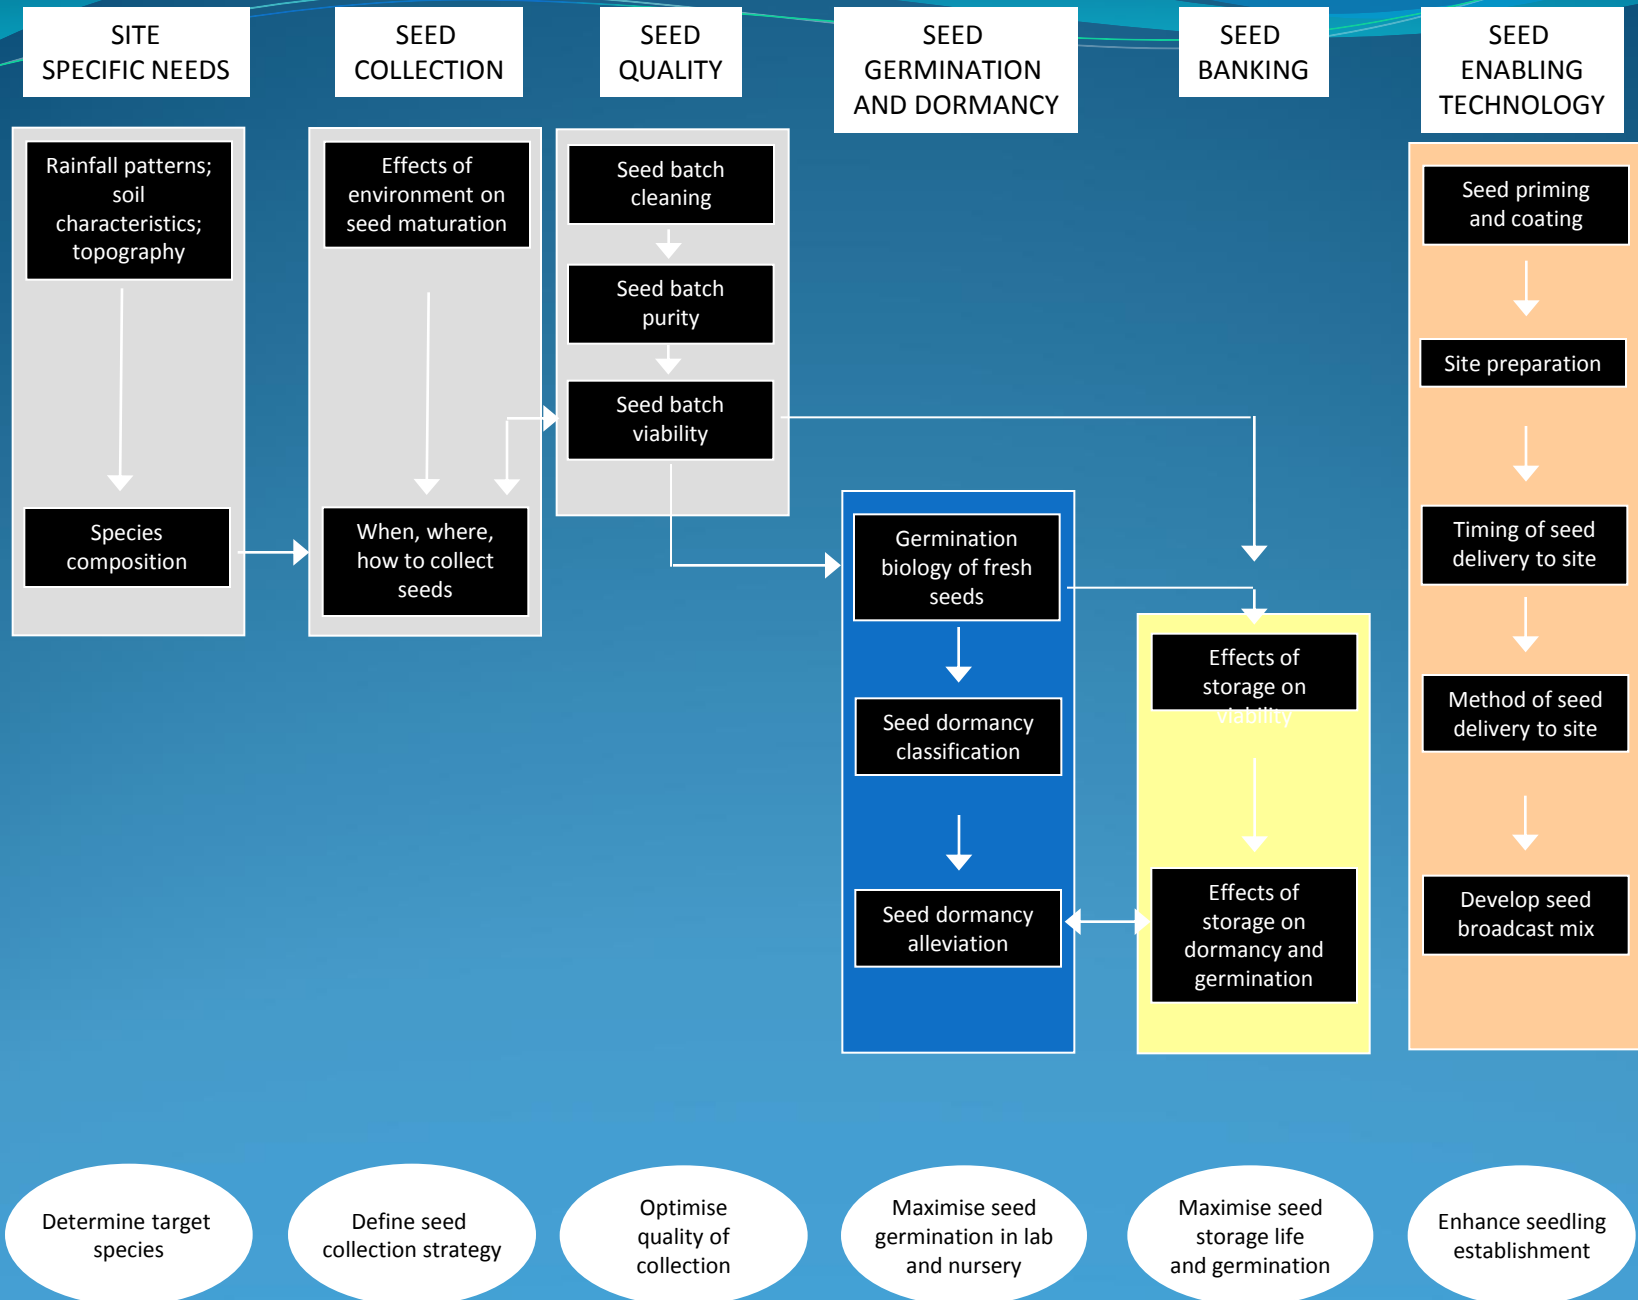 SITE
SPECIFIC NEEDS
SEED
COLLECTION
SEED
QUALITY
SEED
GERMINATION
AND DORMANCY
SEED
BANKING
SEED
ENABLING
TECHNOLOGY
Rainfall patterns;
soil
characteristics;
topography
Species
composition
Effects of
environment on
seed maturation
When, where,
how to collect
seeds
Seed batch
cleaning
Seed batch
purity
Seed batch
viability
Germination
biology of fresh
seeds
Seed dormancy
classification
Seed dormancy
alleviation
Effects of
storage on
viability
Effects of
storage on
dormancy and
germination
Seed priming
and coating
Site preparation
Timing of seed
delivery to site
Method of seed
delivery to site
Develop seed
broadcast mix
Determine target
species
Define seed
collection strategy
Optimise
quality of
collection
Maximise seed
germination in lab
and nursery
Maximise seed
storage life
and germination
Enhance seedling
establishment